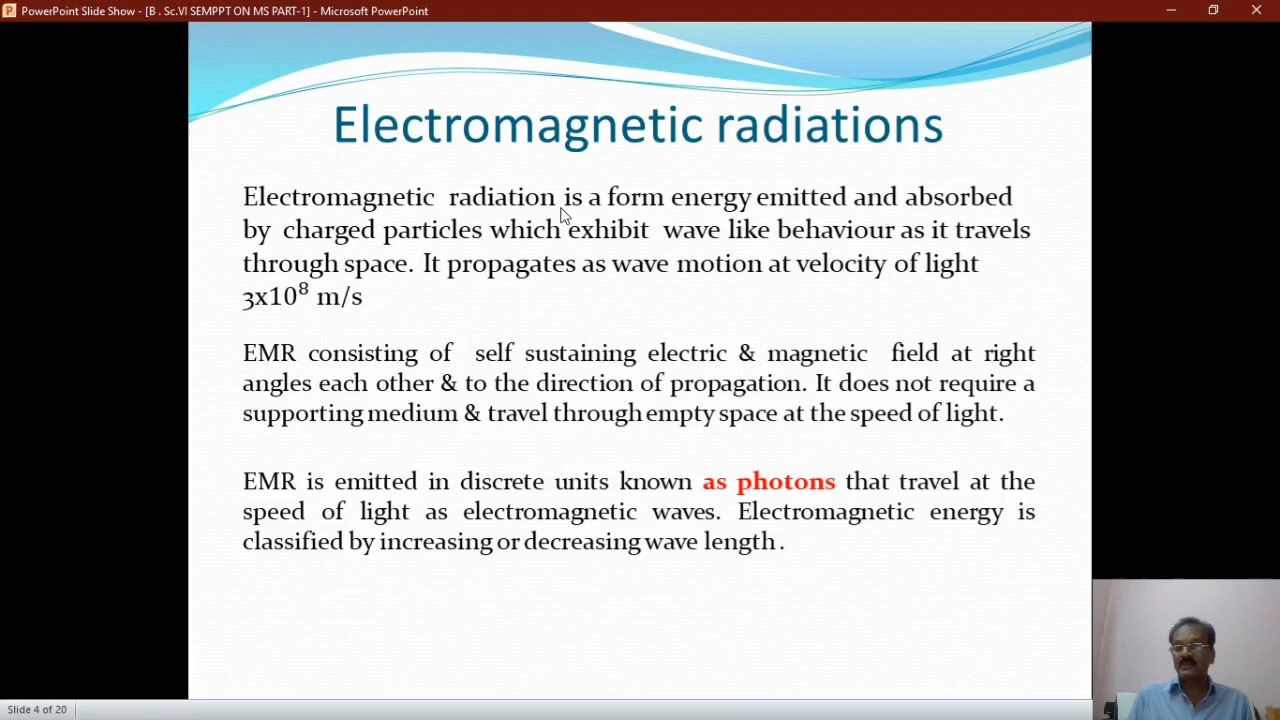 PowerPoint Slide Show - [B . Sc.VI SEMPPT ON MS PART-1] - Microsoft PowerPoint
Electromagnetic radiations
Electromagnetic radiation is a form energy emitted and absorbed
by charged particles which exhibit wave like behaviour as it travels
through space. It propagates as wave motion at velocity of light
3x10⁸ m/s
EMR consisting of self sustaining electric & magnetic field at right
angles each other & to the direction of propagation. It does not require a
supporting medium & travel through empty space at the speed of light.
EMR is emitted in discrete units known as photons that travel at the
speed of light as electromagnetic waves. Electromagnetic energy is
classified by increasing or decreasing wave length .
Slide 4 of 20